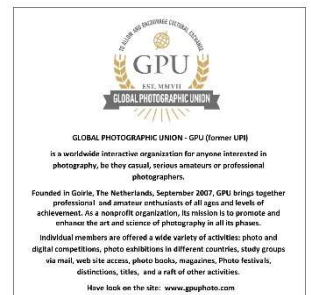 TO ALLOW AND ENCOURAGE CULTURAL EXCHANGE
GPU
EST. MMVII
GLOBAL PHOTOGRAPHIC UNION
GLOBAL PHOTOGRAPHIC UNION - GPU (former UPI)
is a worldwide interactive organization for anyone interested in
photography, be they casual, serious amateurs or professional
photographers.
Founded in Goirle, The Netherlands, September 2007, GPU brings together
professional and amateur enthusiasts of all ages and levels of
achievement. As a nonprofit organization, its mission is to promote and
enhance the art and science of photography in all its phases.
Individual members are offered a wide variety of activities: photo and
digital competitions, photo exhibitions in different countries, study groups
via mail, web site access, photo books, magazines, Photo festivals,
distinctions, titles, and a raft of other activities.
Have look on the site: www.gpuphoto.com